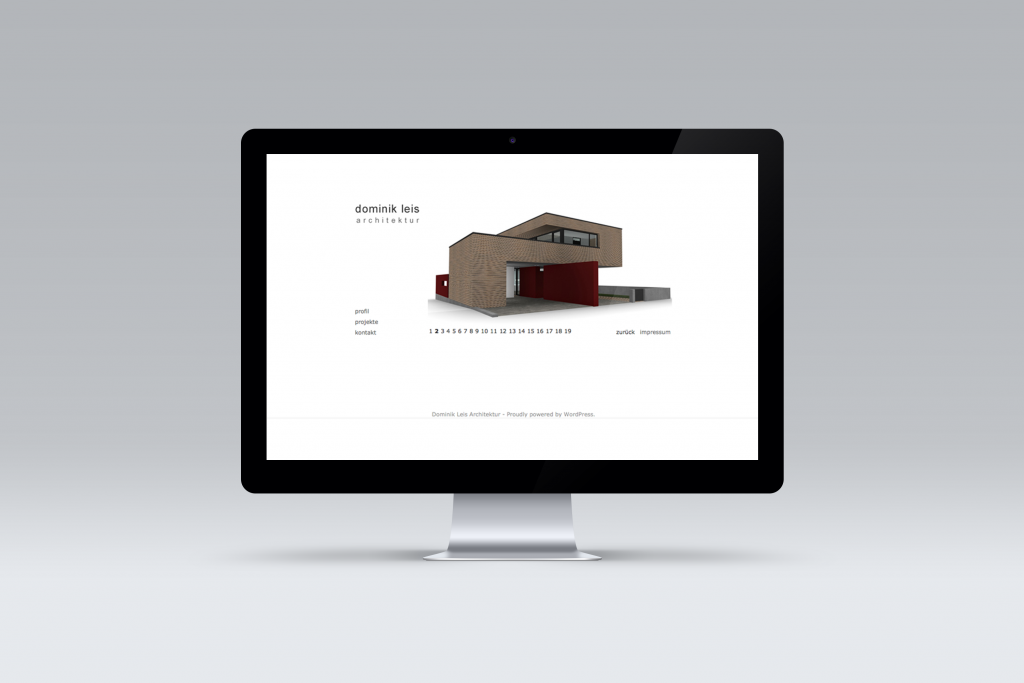 dominik leis
architektur
profil
projekte
kontakt
1 2 3 4 5 6 7 8 9 10 11 12 13 14 15 16 17 18 19
zurück impressum
Dominik Leis Architektur - Proudly powered by WordPress.